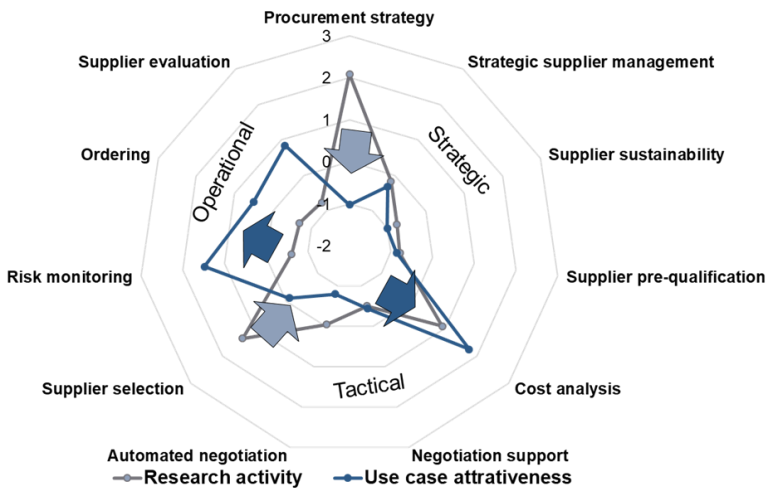 Procurement strategy
3
Supplier evaluation
Strategic supplier management
2
1
Operational
Strategic
Ordering
0
Supplier sustainability
-1
-2
Risk monitoring
Supplier pre-qualification
Supplier selection
Tactical
Cost analysis
Automated negotiation
Negotiation support
Research activity
Use case attrativeness